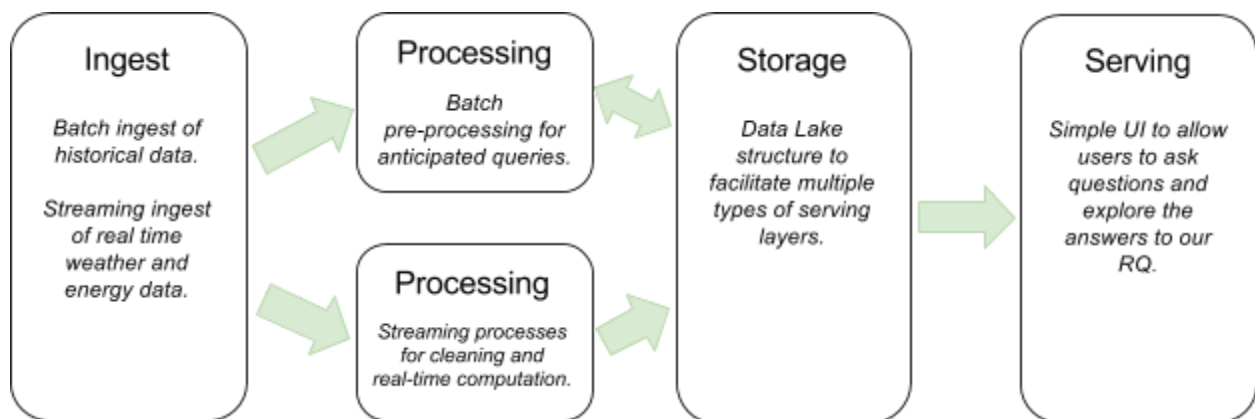 Ingest
Batch ingest of
historical data.
Streaming ingest
of real time
weather and
energy data.
Processing
Batch
pre-processing for
anticipated queries.
Processing
Streaming processes
for cleaning and
real-time computation.
Storage
Data Lake
structure to
facilitate multiple
types of serving
layers.
Serving
Simple UI to allow
users to ask
questions and
explore the
answers to our
RQ.